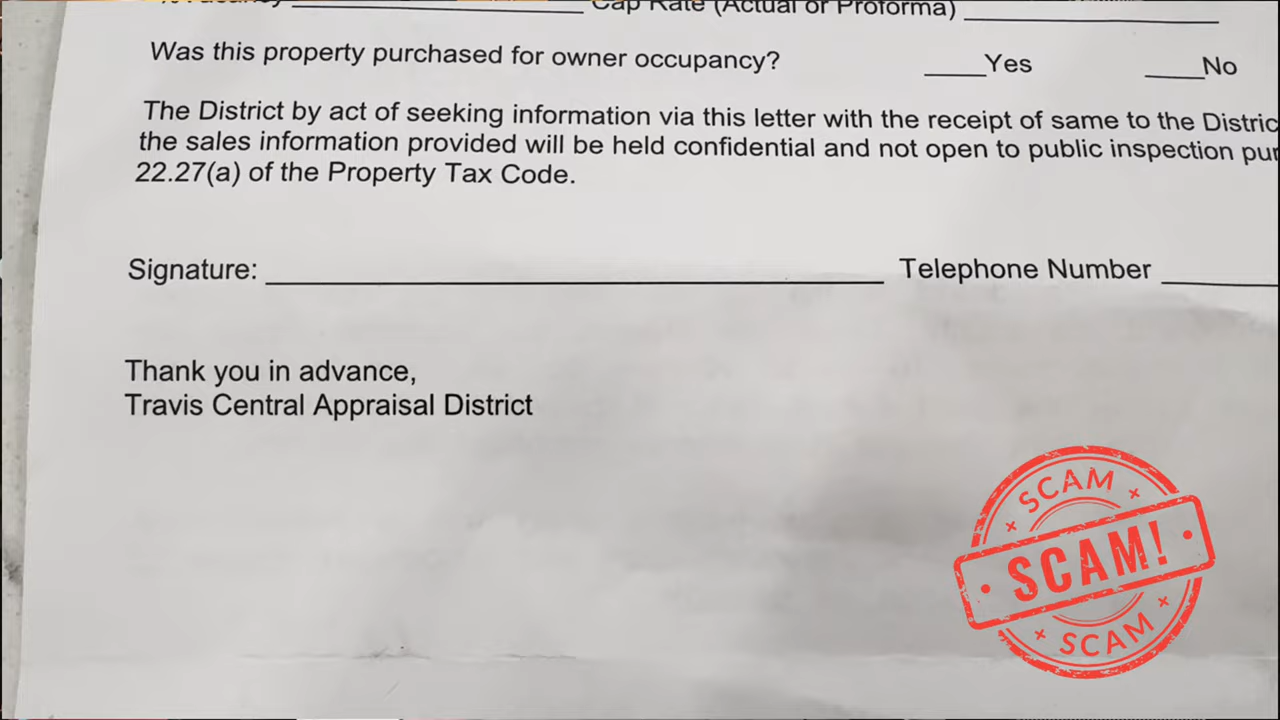 Cap Rate (Actual or Proforma)
Was this property purchased for owner occupancy? Yes No
The District by act of seeking information via this letter with the receipt of same to the
the sales information provided will be held confidential and not open to public inspection
22.27(a) of the Property Tax Code.
Signature: Telephone Number
Thank you in advance,
Travis Central Appraisal District
SCAM
SCAM!
SCAM